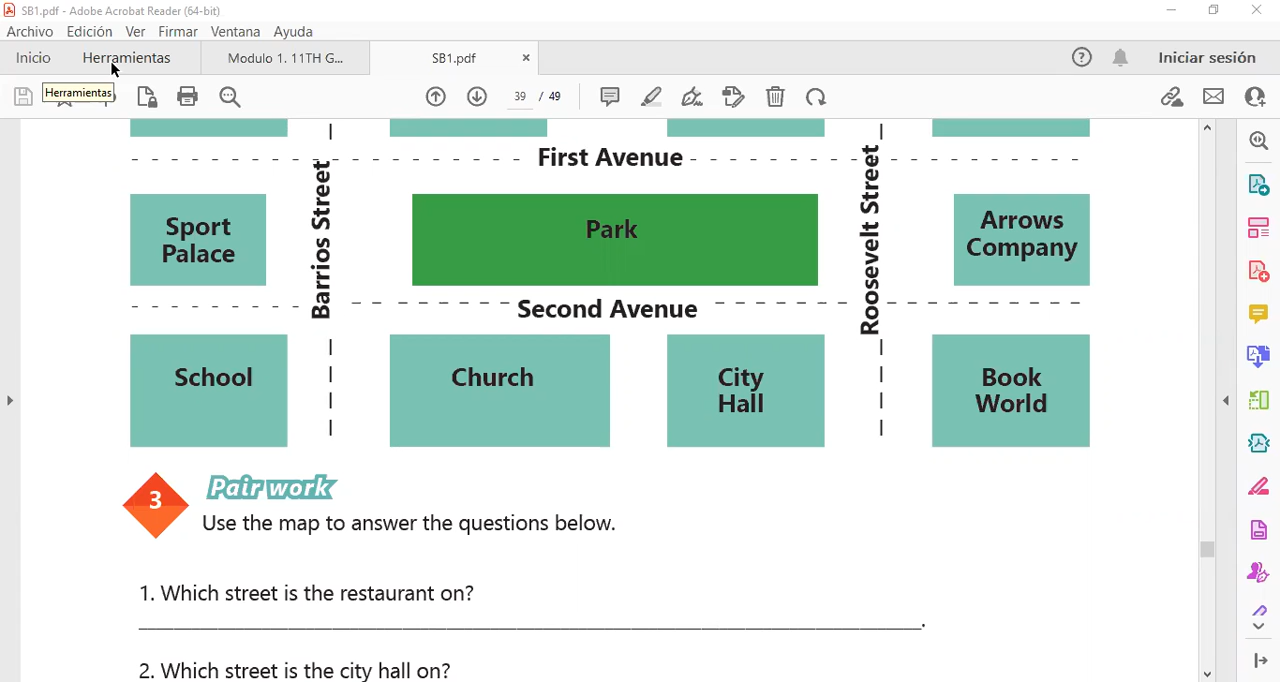 SB1.pdf - Adobe Acrobat Reader (64-bit)
Archivo Edición Ver Firmar Ventana Ayuda
Inicio Herramientas Modulo 1. 11TH G... SB1.pdf × Iniciar sesión
Herramientas
39 / 49
First Avenue
Barrios Street
Roosevelt Street
Sport
Palace
Park
Arrows
Company
Second Avenue
School
Church
City
Hall
Book
World
3
Pair work
Use the map to answer the questions below.
1. Which street is the restaurant on?
______________________________________________________________________.
2. Which street is the city hall on?